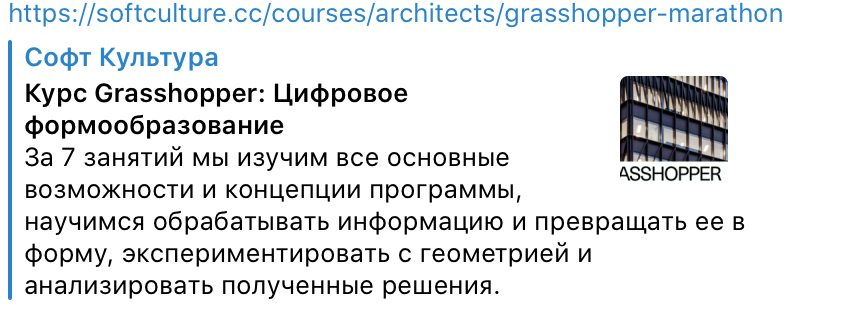 https://softculture.cc/courses/architects/grasshopper-marathon
Софт Культура
Курс Grasshopper: Цифровое
формообразование
За 7 занятий мы изучим все основные
возможности и концепции программы,
научимся обрабатывать информацию и превращать ее в
форму, экспериментировать с геометрией и
анализировать полученные решения.
ASSHOPPER